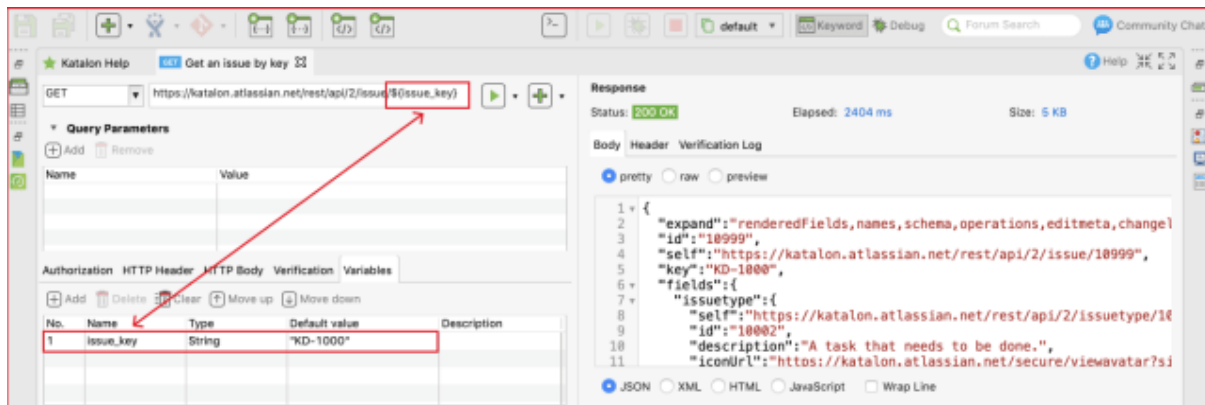 default
Keyword
Debug
Forum Search
Community Chat
Katalon Help
GET Get an issue by key
Help
GET
https://katalon.atlassian.net/rest/api/2/issue/${issue_key}
Query Parameters
Add Remove
Name Value
Authorization HTTP Header HTTP Body Verification Variables
Add Delete Clear Move up Move down
No. Name Type Default value Description
1 issue_key String "KD-1000"
Response
Status: 200 OK Elapsed: 2404 ms Size: 5 KB
Body Header Verification Log
pretty raw preview
1 {
2 "expand":"renderedFields,names,schema,operations,editmeta,changel
3 "id":"10999",
4 "self":"https://katalon.atlassian.net/rest/api/2/issue/10999",
5 "key":"KD-1000",
6 "fields":{
7 "issuetype":{
8 "self":"https://katalon.atlassian.net/rest/api/2/issuetype/10
9 "id":"10002",
10 "description":"A task that needs to be done.",
11 "iconUrl":"https://katalon.atlassian.net/secure/viewavatar?si
JSON XML HTML JavaScript Wrap Line